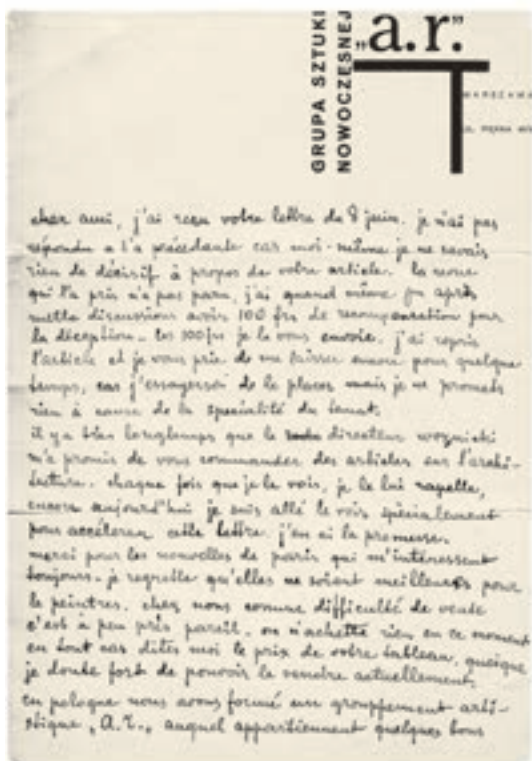 GRUPA SZTUKI
NOWOCZESNEJ
„a.r."
WARSZAWA
UL.
cher ami, j'ai reçu votre lettre du 8 juin. je n'ai pas
répondu a la précédante car moi-même je ne savais
rien de décisif à propos de votre article. la revue
qui l'a pris n'a pas paru, j'ai quand même pu après
discussions avoir 100 frs de recompensation pour
la déception. les 100 frs je le vous envoie. j'ai repris
l'article et je vous prie de me laisser encore pour quelque
temps, car j'essayerai de le placer mais je ne promets
rien à cause de la spécialité du
il y a bien longtemps que le directeur woznicki
m'a promis de vous commander des articles sur l'archi-
tecture. chaque fois que je le vois, je le lui rapelle,
encore aujourd'hui je suis allé le voir spécialement
pour accélerer cette lettre. j'en ai la promesse.
merci pour les nouvelles de paris qui m'intéressent
toujours. je regrette qu'elles ne soient meilleures pour
le peintres. chez nous comme difficulté de vente
c'est à peu près pareil. on n'achette rien en ce moment
en tout cas dites moi le prix de votre tableau, quoique
je doute fort de pouvoir le vendre actuellement.
en pologne nous avons formé un grouppement arti-
stique „A.R.„ auquel appartiennent quelques bons